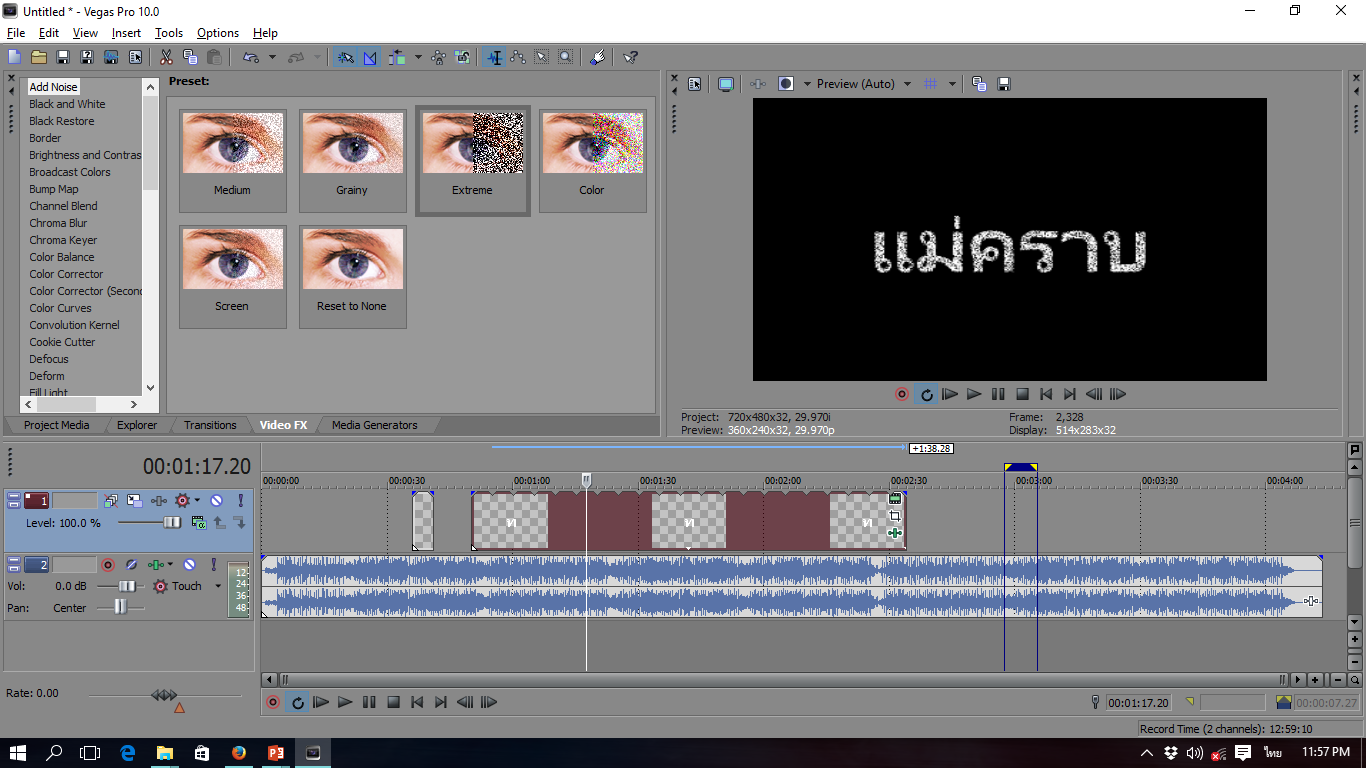 Untitled * - Vegas Pro 10.0
File Edit View Insert Tools Options Help
Add Noise
Black and White
Black Restore
Border
Brightness and Contras
Broadcast Colors
Bump Map
Channel Blend
Chroma Blur
Chroma Keyer
Color Balance
Color Corrector
Color Corrector (Second
Color Curves
Convolution Kernel
Cookie Cutter
Defocus
Deform
Fill Light
Preset:
Medium Grainy Extreme Color
Screen Reset to None
Project Media Explorer Transitions Video FX Media Generators
Preview (Auto)
แม่คราบ
Project: 720x480x32, 29.970i Frame: 2,328
Preview: 360x240x32, 29.970p Display: 514x283x32
+1:38.28
00:01:17.20
00:00:00 00:00:30 00:01:00 00:01:30 00:02:00 00:02:30 00:03:00 00:03:30 00:04:00
1
Level: 100.0 %
2
Vol: 0.0 dB Touch
Pan: Center
12
24
36
48
Rate: 0.00
00:01:17.20 00:00:07.27
Record Time (2 channels): 12:59:10
ไทย 11:57 PM